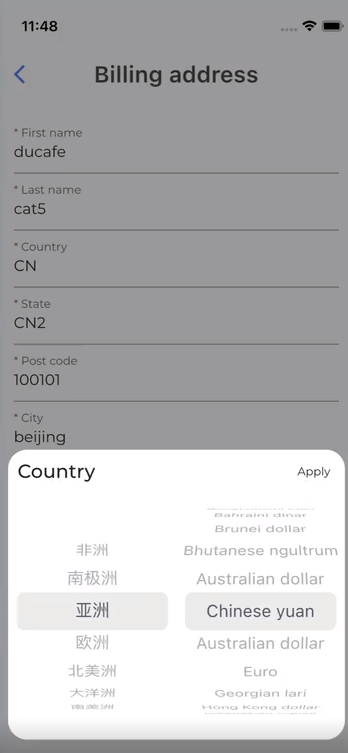 11:48
Billing address
* First name
ducafe
* Last name
cat5
* Country
CN
* State
CN2
* Post code
100101
* City
beijing
Country
Apply
Bahraini dinar
Brunei dollar
非洲
Bhutanese ngultrum
南极洲
Australian dollar
亚洲
Chinese yuan
欧洲
Australian dollar
北美洲
Euro
大洋洲
Georgian lari
南美洲
Hong Kong dollar